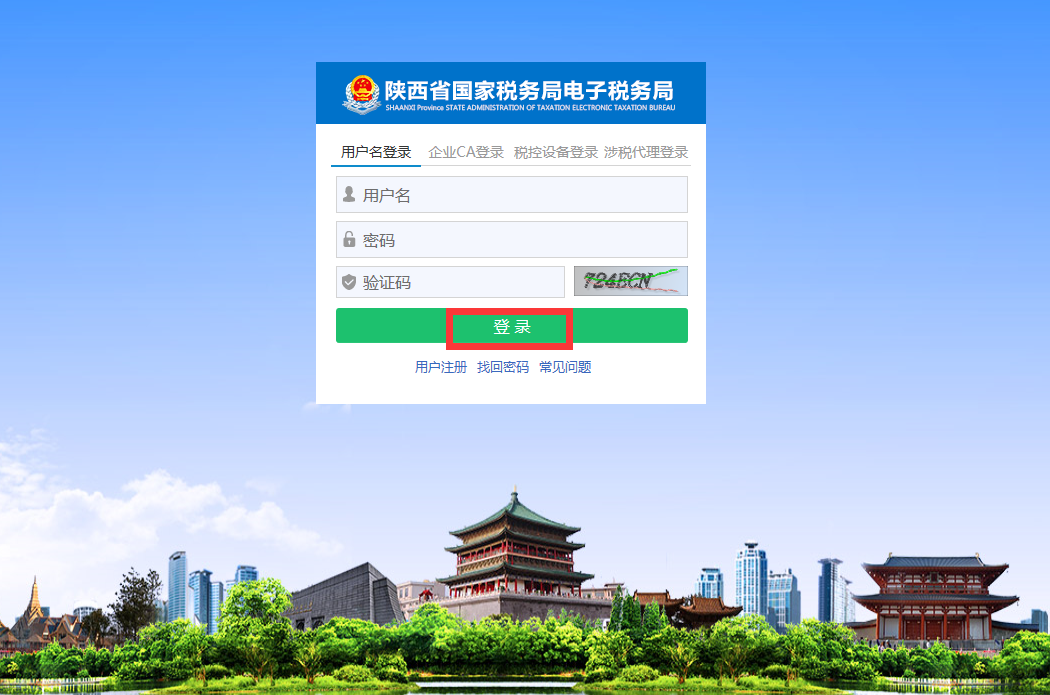 陕西省国家税务局电子税务局
SHAANXI Province STATE ADMINISTRATION OF TAXATION ELECTRONIC TAXATION BUREAU
用户名登录 企业CA登录 税控设备登录 涉税代理登录
用户名
密码
验证码 724ECN
登 录
用户注册 找回密码 常见问题